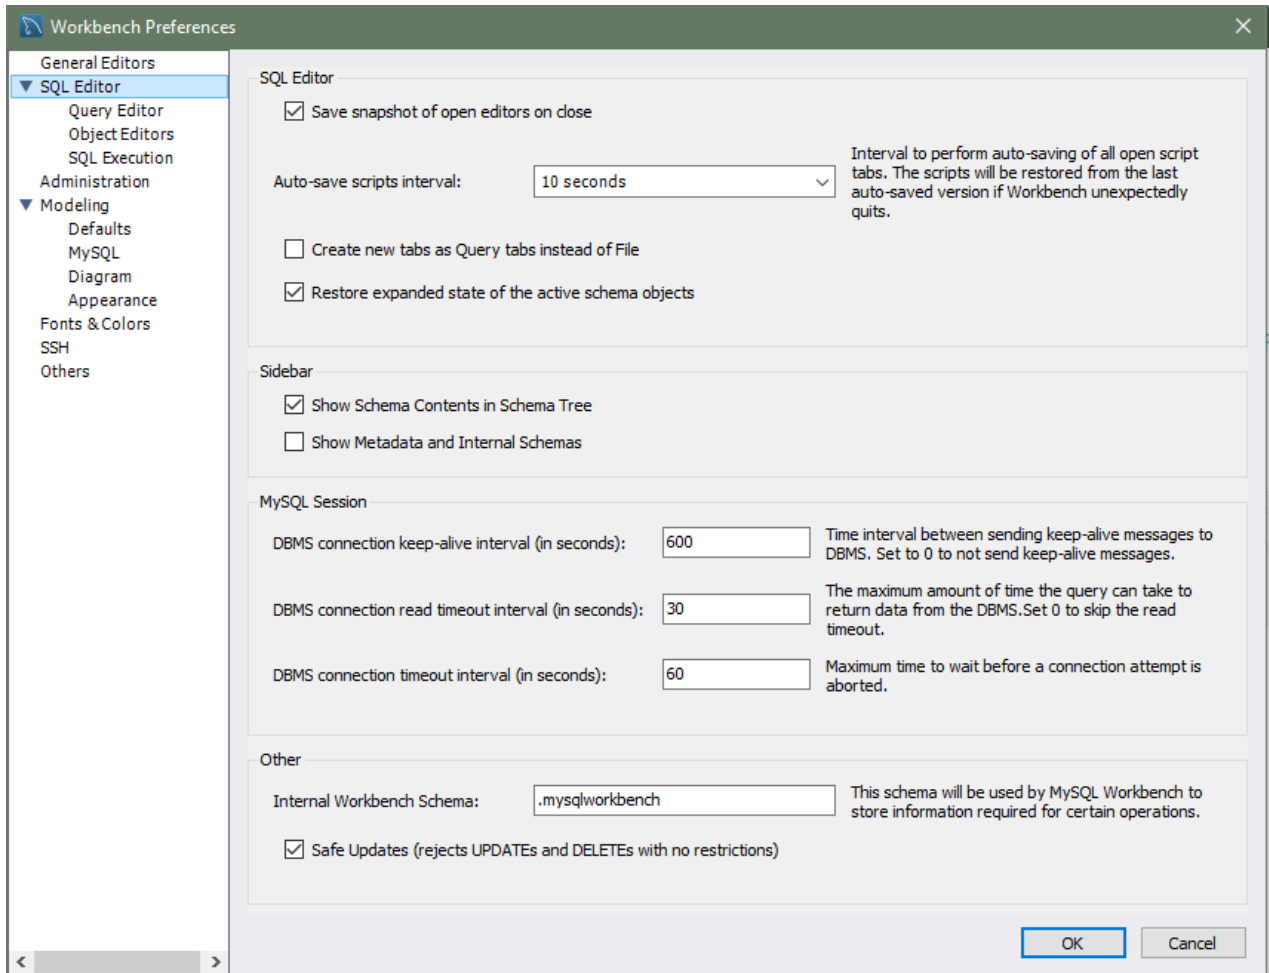 Workbench Preferences
General Editors
SQL Editor
Query Editor
Object Editors
SQL Execution
Administration
Modeling
Defaults
MySQL
Diagram
Appearance
Fonts & Colors
SSH
Others
SQL Editor
Save snapshot of open editors on close
Auto-save scripts interval:
10 seconds
Interval to perform auto-saving of all open script
tabs. The scripts will be restored from the last
auto-saved version if Workbench unexpectedly
quits.
Create new tabs as Query tabs instead of File
Restore expanded state of the active schema objects
Sidebar
Show Schema Contents in Schema Tree
Show Metadata and Internal Schemas
MySQL Session
DBMS connection keep-alive interval (in seconds):
600
Time interval between sending keep-alive messages to
DBMS. Set to 0 to not send keep-alive messages.
DBMS connection read timeout interval (in seconds):
30
The maximum amount of time the query can take to
return data from the DBMS.Set 0 to skip the read
timeout.
DBMS connection timeout interval (in seconds):
60
Maximum time to wait before a connection attempt is
aborted.
Other
Internal Workbench Schema:
.mysqlworkbench
This schema will be used by MySQL Workbench to
store information required for certain operations.
Safe Updates (rejects UPDATEs and DELETEs with no restrictions)
OK
Cancel